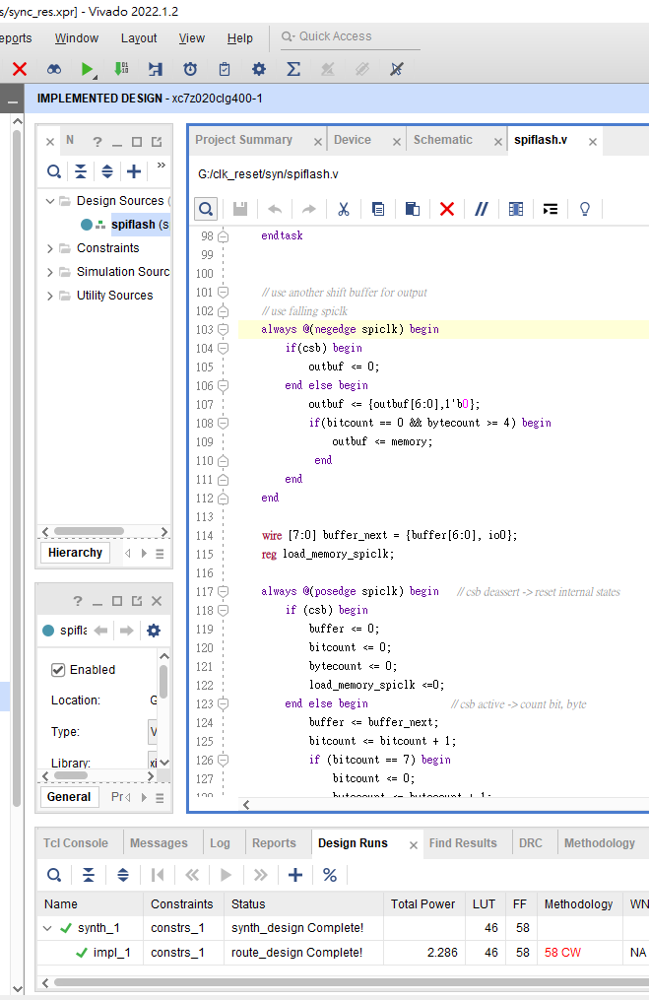 s/sync_res.xpr] - Vivado 2022.1.2
eports Window Layout View Help Quick Access
IMPLEMENTED DESIGN - xc7z020clg400-1
N ? _
Project Summary Device Schematic spiflash.v
G:/clk_reset/syn/spiflash.v
Design Sources (
spiflash (s
Constraints
Simulation Sourc
Utility Sources
Hierarchy
98 endtask
99
100
101 // use another shift buffer for output
102 // use falling spiclk
103 always @(negedge spiclk) begin
104 if(csb) begin
105 outbuf <= 0;
106 end else begin
107 outbuf <= {outbuf[6:0],1'b0};
108 if(bitcount == 0 && bytecount >= 4) begin
109 outbuf <= memory;
110 end
111 end
112 end
113
114 wire [7:0] buffer_next = {buffer[6:0], io0};
115 reg load_memory_spiclk;
116
117 always @(posedge spiclk) begin // csb deassert -> reset internal states
118 if (csb) begin
119 buffer <= 0;
120 bitcount <= 0;
121 bytecount <= 0;
122 load_memory_spiclk <=0;
123 end else begin // csb active -> count bit, byte
124 buffer <= buffer_next;
125 bitcount <= bitcount + 1;
126 if (bitcount == 7) begin
127 bitcount <= 0;
128 bytecount <= bytecount + 1;
spifla
Enabled
Location: G
Type: V
Library: xi
General Pr
Tcl Console Messages Log Reports Design Runs Find Results DRC Methodology
Name Constraints Status Total Power LUT FF Methodology WN
synth_1 constrs_1 synth_design Complete! 46 58
impl_1 constrs_1 route_design Complete! 2.286 46 58 58 CW NA